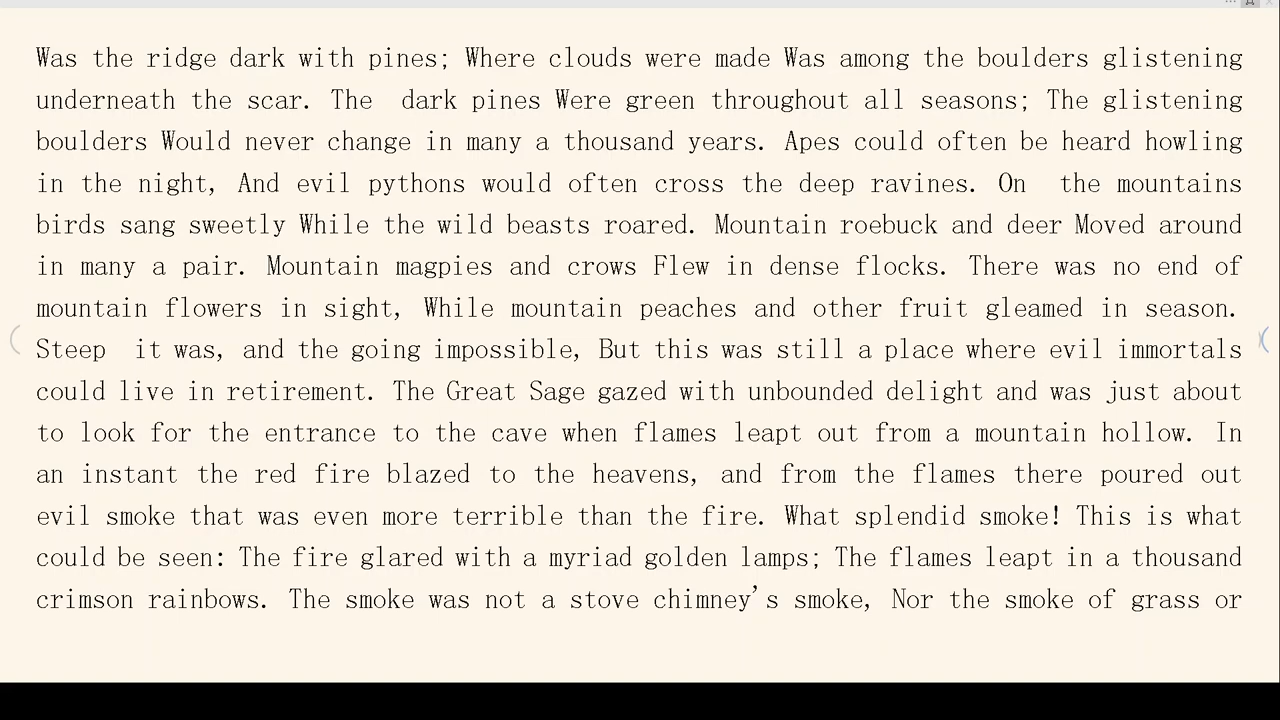 Was the ridge dark with pines; Where clouds were made Was among the boulders glistening
underneath the scar. The dark pines Were green throughout all seasons; The glistening
boulders Would never change in many a thousand years. Apes could often be heard howling
in the night, And evil pythons would often cross the deep ravines. On the mountains
birds sang sweetly While the wild beasts roared. Mountain roebuck and deer Moved around
in many a pair. Mountain magpies and crows Flew in dense flocks. There was no end of
mountain flowers in sight, While mountain peaches and other fruit gleamed in season.
Steep it was, and the going impossible, But this was still a place where evil immortals
could live in retirement. The Great Sage gazed with unbounded delight and was just about
to look for the entrance to the cave when flames leapt out from a mountain hollow. In
an instant the red fire blazed to the heavens, and from the flames there poured out
evil smoke that was even more terrible than the fire. What splendid smoke! This is what
could be seen: The fire glared with a myriad golden lamps; The flames leapt in a thousand
crimson rainbows. The smoke was not a stove chimney's smoke, Nor the smoke of grass or